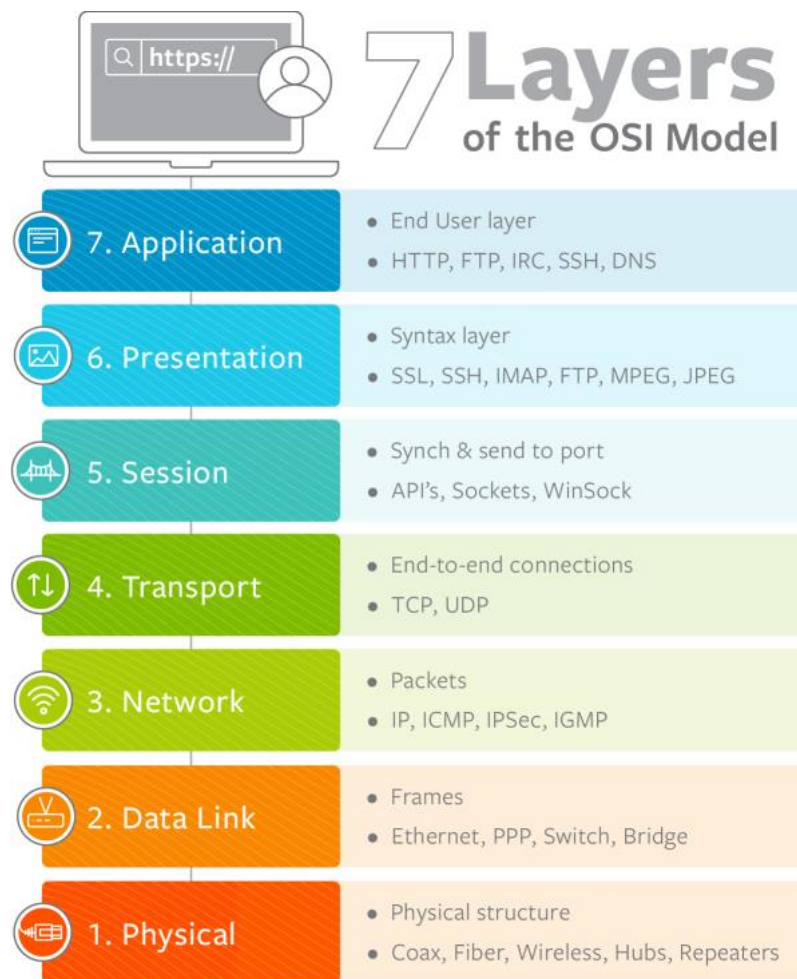 https://
7 Layers
of the OSI Model
7. Application
• End User layer
• HTTP, FTP, IRC, SSH, DNS
6. Presentation
• Syntax layer
• SSL, SSH, IMAP, FTP, MPEG, JPEG
5. Session
• Synch & send to port
• API's, Sockets, WinSock
4. Transport
• End-to-end connections
• TCP, UDP
3. Network
• Packets
• IP, ICMP, IPSec, IGMP
2. Data Link
• Frames
• Ethernet, PPP, Switch, Bridge
1. Physical
• Physical structure
• Coax, Fiber, Wireless, Hubs, Repeaters